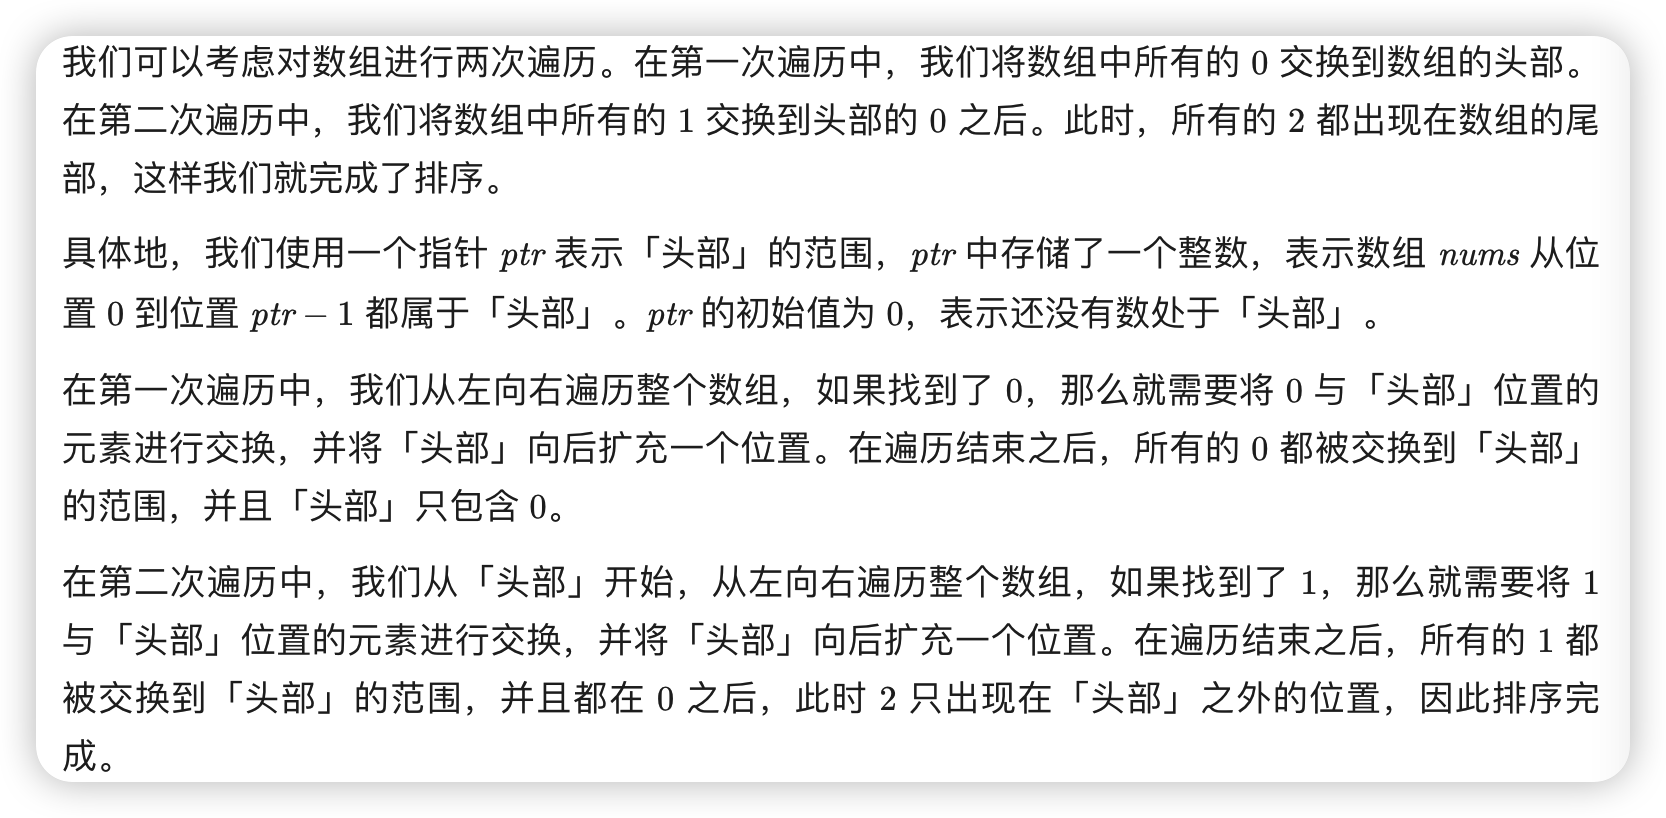 我们可以考虑对数组进行两次遍历。在第一次遍历中，我们将数组中所有的 0 交换到数组的头部。
在第二次遍历中，我们将数组中所有的 1 交换到头部的 0 之后。此时，所有的 2 都出现在数组的尾
部，这样我们就完成了排序。
具体地，我们使用一个指针 ptr 表示「头部」的范围，ptr 中存储了一个整数，表示数组 nums 从位
置 0 到位置 ptr − 1 都属于「头部」。ptr 的初始值为 0，表示还没有数处于「头部」。
在第一次遍历中，我们从左向右遍历整个数组，如果找到了 0，那么就需要将 0 与「头部」位置的
元素进行交换，并将「头部」向后扩充一个位置。在遍历结束之后，所有的 0 都被交换到「头部」
的范围，并且「头部」只包含 0。
在第二次遍历中，我们从「头部」开始，从左向右遍历整个数组，如果找到了 1，那么就需要将 1
与「头部」位置的元素进行交换，并将「头部」向后扩充一个位置。在遍历结束之后，所有的 1 都
被交换到「头部」的范围，并且都在 0 之后，此时 2 只出现在「头部」之外的位置，因此排序完
成。